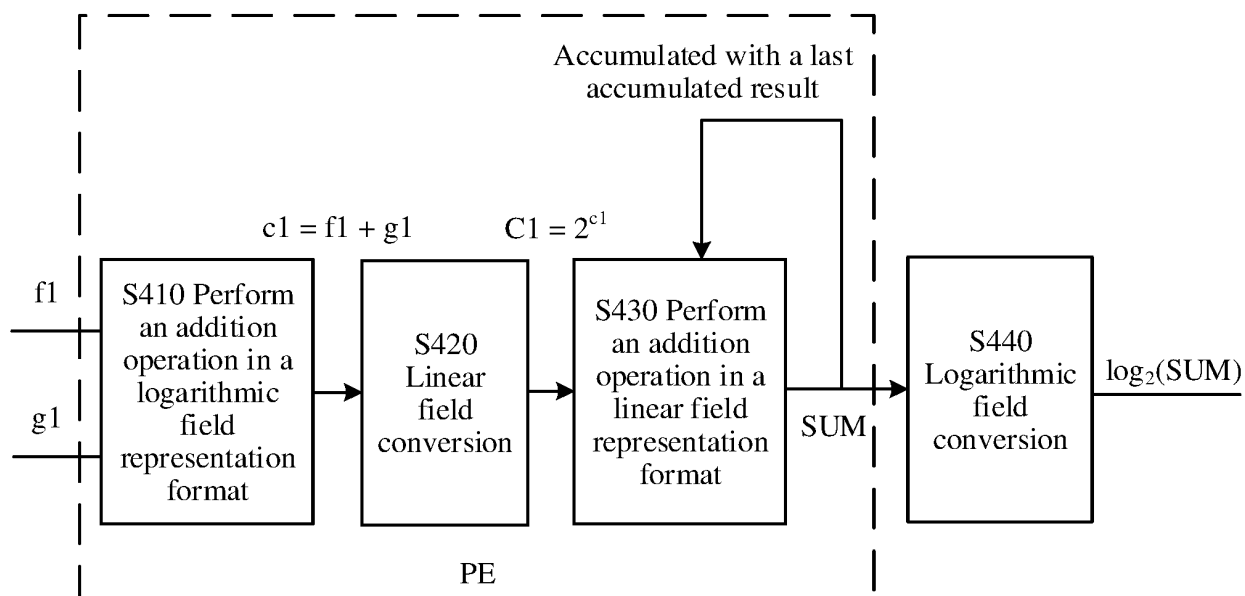 Accumulated with a last
accumulated result
c1 = f1 + g1
C1 = 2^c1
f1
g1
S410 Perform
an addition
operation in a
logarithmic
field
representation
format
S420
Linear
field
conversion
S430 Perform
an addition
operation in a
linear field
representation
format
SUM
S440
Logarithmic
field
conversion
log₂(SUM)
PE